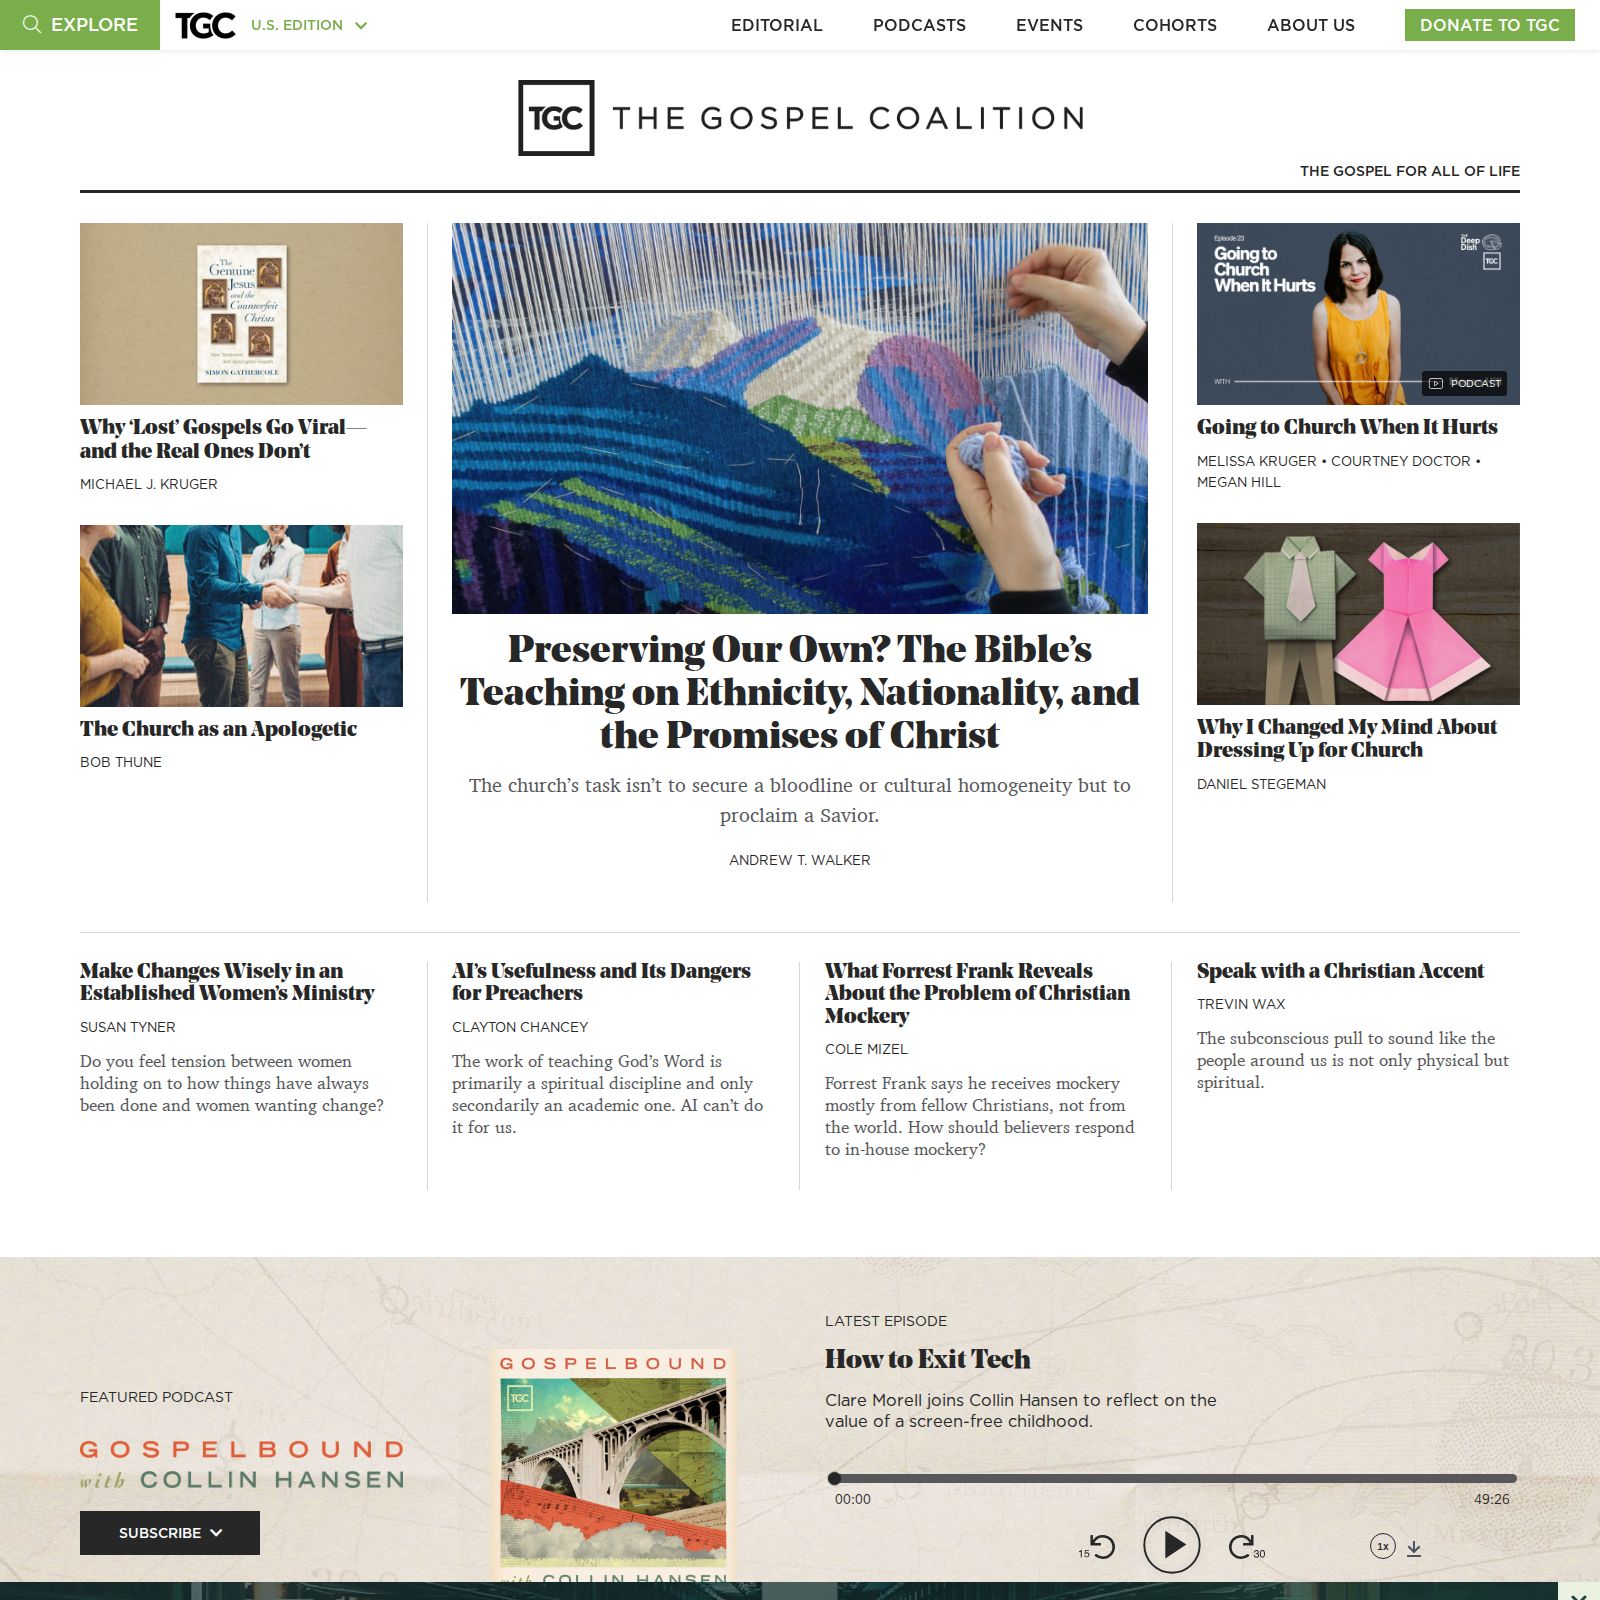 EXPLORE
TGC
U.S. EDITION
EDITORIAL
PODCASTS
EVENTS
COHORTS
ABOUT US
DONATE TO TGC
TGC
THE GOSPEL COALITION
THE GOSPEL FOR ALL OF LIFE
The
Genuine
Jesus
and the
Counterfeit
Christs
New Testament
and Apocryphal Gospels
SIMON GATHERCOLE
Why ‘Lost’ Gospels Go Viral—
and the Real Ones Don’t
MICHAEL J. KRUGER
The Church as an Apologetic
BOB THUNE
Preserving Our Own? The Bible’s
Teaching on Ethnicity, Nationality, and
the Promises of Christ
The church’s task isn’t to secure a bloodline or cultural homogeneity but to
proclaim a Savior.
ANDREW T. WALKER
Episode 23
Going to
Church
When It Hurts
The
Deep
Dish
TGC
WITH
PODCAST
Going to Church When It Hurts
MELISSA KRUGER • COURTNEY DOCTOR •
MEGAN HILL
Why I Changed My Mind About
Dressing Up for Church
DANIEL STEGEMAN
Make Changes Wisely in an
Established Women’s Ministry
SUSAN TYNER
Do you feel tension between women
holding on to how things have always
been done and women wanting change?
AI’s Usefulness and Its Dangers
for Preachers
CLAYTON CHANCEY
The work of teaching God’s Word is
primarily a spiritual discipline and only
secondarily an academic one. AI can’t do
it for us.
What Forrest Frank Reveals
About the Problem of Christian
Mockery
COLE MIZEL
Forrest Frank says he receives mockery
mostly from fellow Christians, not from
the world. How should believers respond
to in-house mockery?
Speak with a Christian Accent
TREVIN WAX
The subconscious pull to sound like the
people around us is not only physical but
spiritual.
FEATURED PODCAST
GOSPELBOUND
with COLLIN HANSEN
SUBSCRIBE
GOSPELBOUND
TGC
with COLLIN HANSEN
LATEST EPISODE
How to Exit Tech
Clare Morell joins Collin Hansen to reflect on the
value of a screen-free childhood.
00:00
49:26
15
30
1x